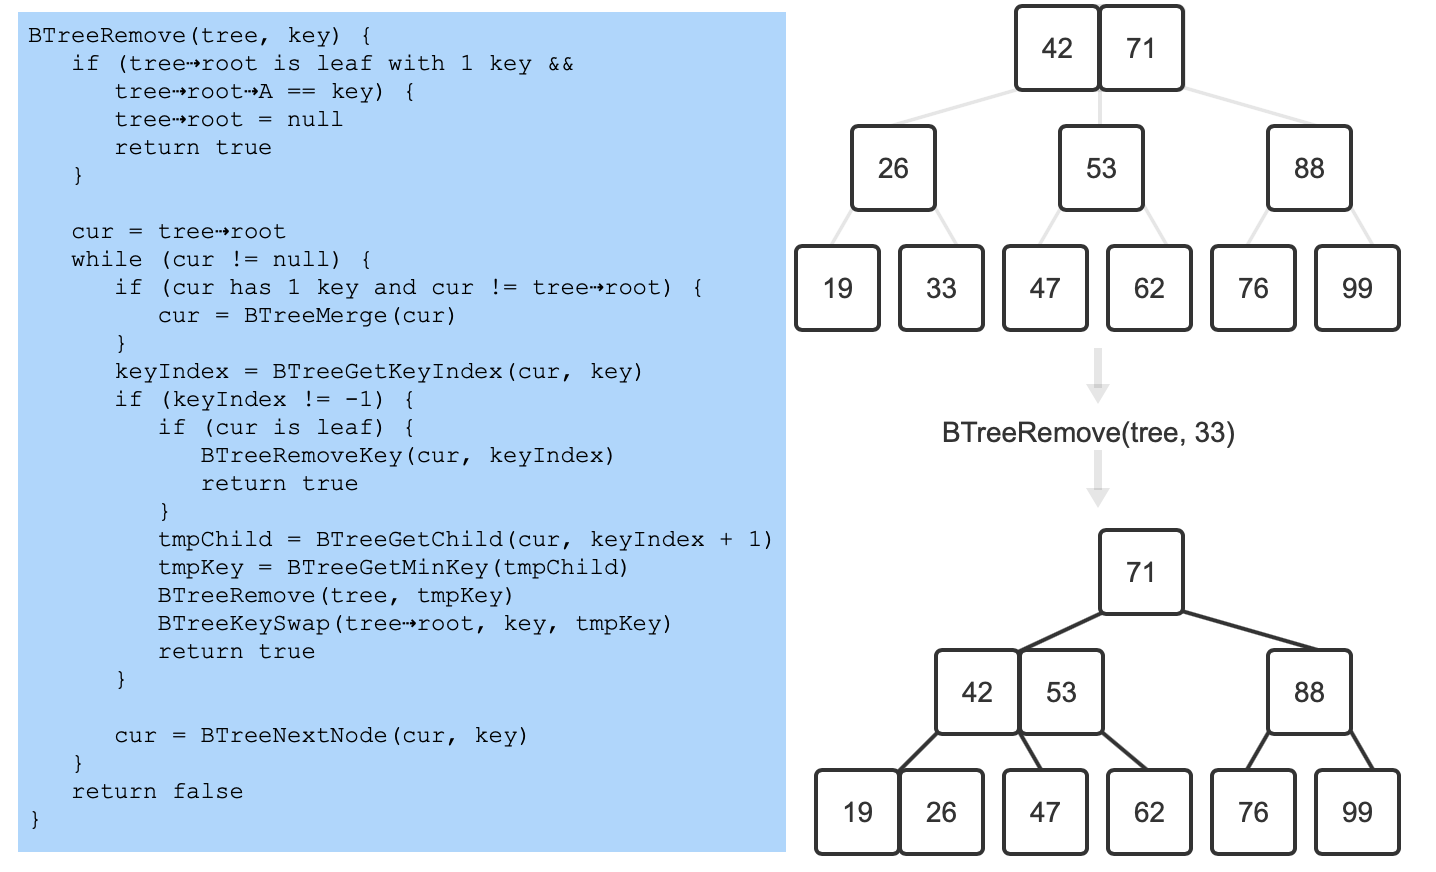 BTreeRemove(tree, key) {
   if (tree⇢root is leaf with 1 key &&
      tree⇢root⇢A == key) {
      tree⇢root = null
      return true
   }

   cur = tree⇢root
   while (cur != null) {
      if (cur has 1 key and cur != tree⇢root) {
         cur = BTreeMerge(cur)
      }
      keyIndex = BTreeGetKeyIndex(cur, key)
      if (keyIndex != -1) {
         if (cur is leaf) {
            BTreeRemoveKey(cur, keyIndex)
            return true
         }
         tmpChild = BTreeGetChild(cur, keyIndex + 1)
         tmpKey = BTreeGetMinKey(tmpChild)
         BTreeRemove(tree, tmpKey)
         BTreeKeySwap(tree⇢root, key, tmpKey)
         return true
      }

      cur = BTreeNextNode(cur, key)
   }
   return false
}
42 71
26 53 88
19 33 47 62 76 99
BTreeRemove(tree, 33)
71
42 53 88
19 26 47 62 76 99